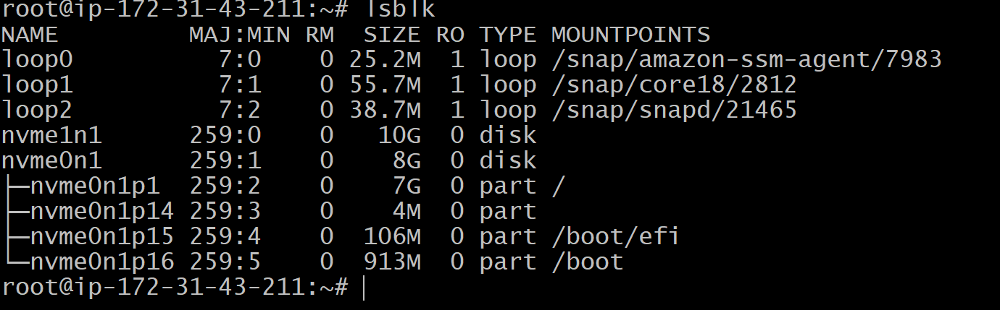 root@ip-172-31-43-211:~# lsblk
NAME         MAJ:MIN RM  SIZE RO TYPE MOUNTPOINTS
loop0          7:0    0 25.2M  1 loop /snap/amazon-ssm-agent/7983
loop1          7:1    0 55.7M  1 loop /snap/core18/2812
loop2          7:2    0 38.7M  1 loop /snap/snapd/21465
nvme1n1      259:0    0   10G  0 disk
nvme0n1      259:1    0    8G  0 disk
├─nvme0n1p1  259:2    0    7G  0 part /
├─nvme0n1p14 259:3    0    4M  0 part
├─nvme0n1p15 259:4    0  106M  0 part /boot/efi
└─nvme0n1p16 259:5    0  913M  0 part /boot
root@ip-172-31-43-211:~#